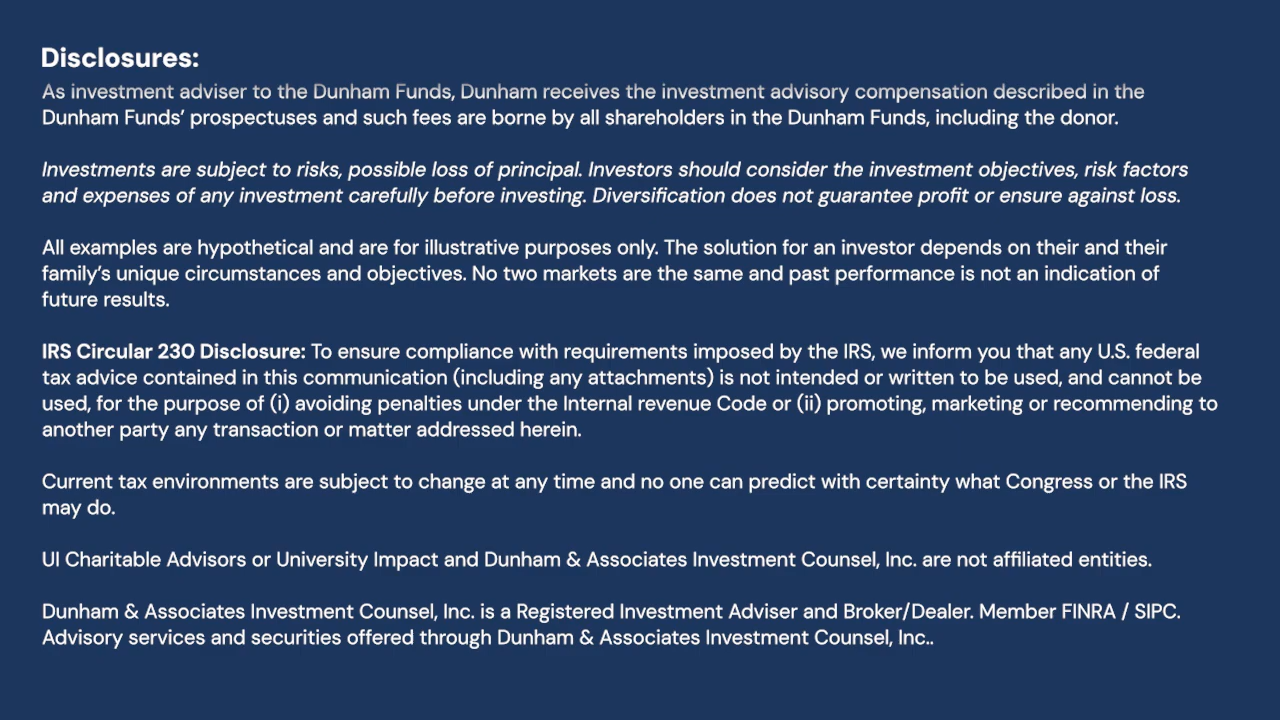 Disclosures:
As investment adviser to the Dunham Funds, Dunham receives the investment advisory compensation described in the
Dunham Funds’ prospectuses and such fees are borne by all shareholders in the Dunham Funds, including the donor.
Investments are subject to risks, possible loss of principal. Investors should consider the investment objectives, risk factors
and expenses of any investment carefully before investing. Diversification does not guarantee profit or ensure against loss.
All examples are hypothetical and are for illustrative purposes only. The solution for an investor depends on their and their
family’s unique circumstances and objectives. No two markets are the same and past performance is not an indication of
future results.
IRS Circular 230 Disclosure: To ensure compliance with requirements imposed by the IRS, we inform you that any U.S. federal
tax advice contained in this communication (including any attachments) is not intended or written to be used, and cannot be
used, for the purpose of (i) avoiding penalties under the Internal revenue Code or (ii) promoting, marketing or recommending to
another party any transaction or matter addressed herein.
Current tax environments are subject to change at any time and no one can predict with certainty what Congress or the IRS
may do.
UI Charitable Advisors or University Impact and Dunham & Associates Investment Counsel, Inc. are not affiliated entities.
Dunham & Associates Investment Counsel, Inc. is a Registered Investment Adviser and Broker/Dealer. Member FINRA / SIPC.
Advisory services and securities offered through Dunham & Associates Investment Counsel, Inc..